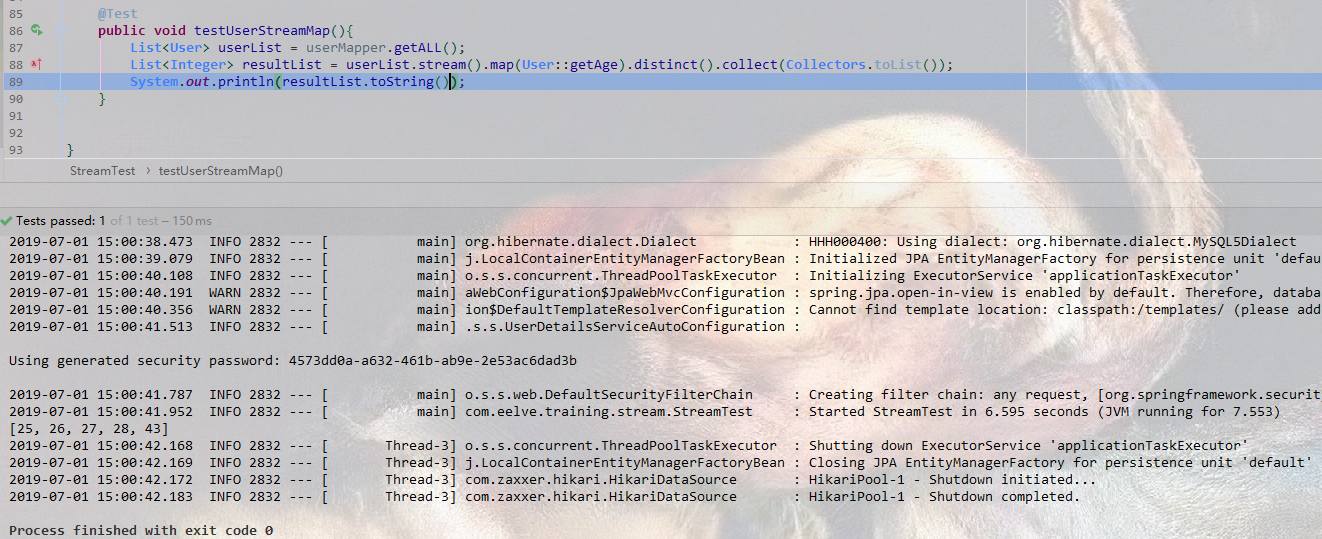 85 @Test
86 public void testUserStreamMap(){
87 List<User> userList = userMapper.getALL();
88 List<Integer> resultList = userList.stream().map(User::getAge).distinct().collect(Collectors.toList());
89 System.out.println(resultList.toString());
90 }
91
92
93 }
StreamTest › testUserStreamMap()
Tests passed: 1 of 1 test – 150 ms
2019-07-01 15:00:38.473 INFO 2832 --- [ main] org.hibernate.dialect.Dialect : HHH000400: Using dialect: org.hibernate.dialect.MySQL5Dialect
2019-07-01 15:00:39.079 INFO 2832 --- [ main] j.LocalContainerEntityManagerFactoryBean : Initialized JPA EntityManagerFactory for persistence unit 'defau
2019-07-01 15:00:40.108 INFO 2832 --- [ main] o.s.s.concurrent.ThreadPoolTaskExecutor : Initializing ExecutorService 'applicationTaskExecutor'
2019-07-01 15:00:40.191 WARN 2832 --- [ main] aWebConfiguration$JpaWebMvcConfiguration : spring.jpa.open-in-view is enabled by default. Therefore, databa
2019-07-01 15:00:40.356 WARN 2832 --- [ main] ion$DefaultTemplateResolverConfiguration : Cannot find template location: classpath:/templates/ (please add
2019-07-01 15:00:41.513 INFO 2832 --- [ main] .s.s.UserDetailsServiceAutoConfiguration :
Using generated security password: 4573dd0a-a632-461b-ab9e-2e53ac6dad3b
2019-07-01 15:00:41.787 INFO 2832 --- [ main] o.s.s.web.DefaultSecurityFilterChain : Creating filter chain: any request, [org.springframework.securit
2019-07-01 15:00:41.952 INFO 2832 --- [ main] com.eelve.training.stream.StreamTest : Started StreamTest in 6.595 seconds (JVM running for 7.553)
[25, 26, 27, 28, 43]
2019-07-01 15:00:42.168 INFO 2832 --- [ Thread-3] o.s.s.concurrent.ThreadPoolTaskExecutor : Shutting down ExecutorService 'applicationTaskExecutor'
2019-07-01 15:00:42.169 INFO 2832 --- [ Thread-3] j.LocalContainerEntityManagerFactoryBean : Closing JPA EntityManagerFactory for persistence unit 'default'
2019-07-01 15:00:42.172 INFO 2832 --- [ Thread-3] com.zaxxer.hikari.HikariDataSource : HikariPool-1 - Shutdown initiated...
2019-07-01 15:00:42.183 INFO 2832 --- [ Thread-3] com.zaxxer.hikari.HikariDataSource : HikariPool-1 - Shutdown completed.
Process finished with exit code 0